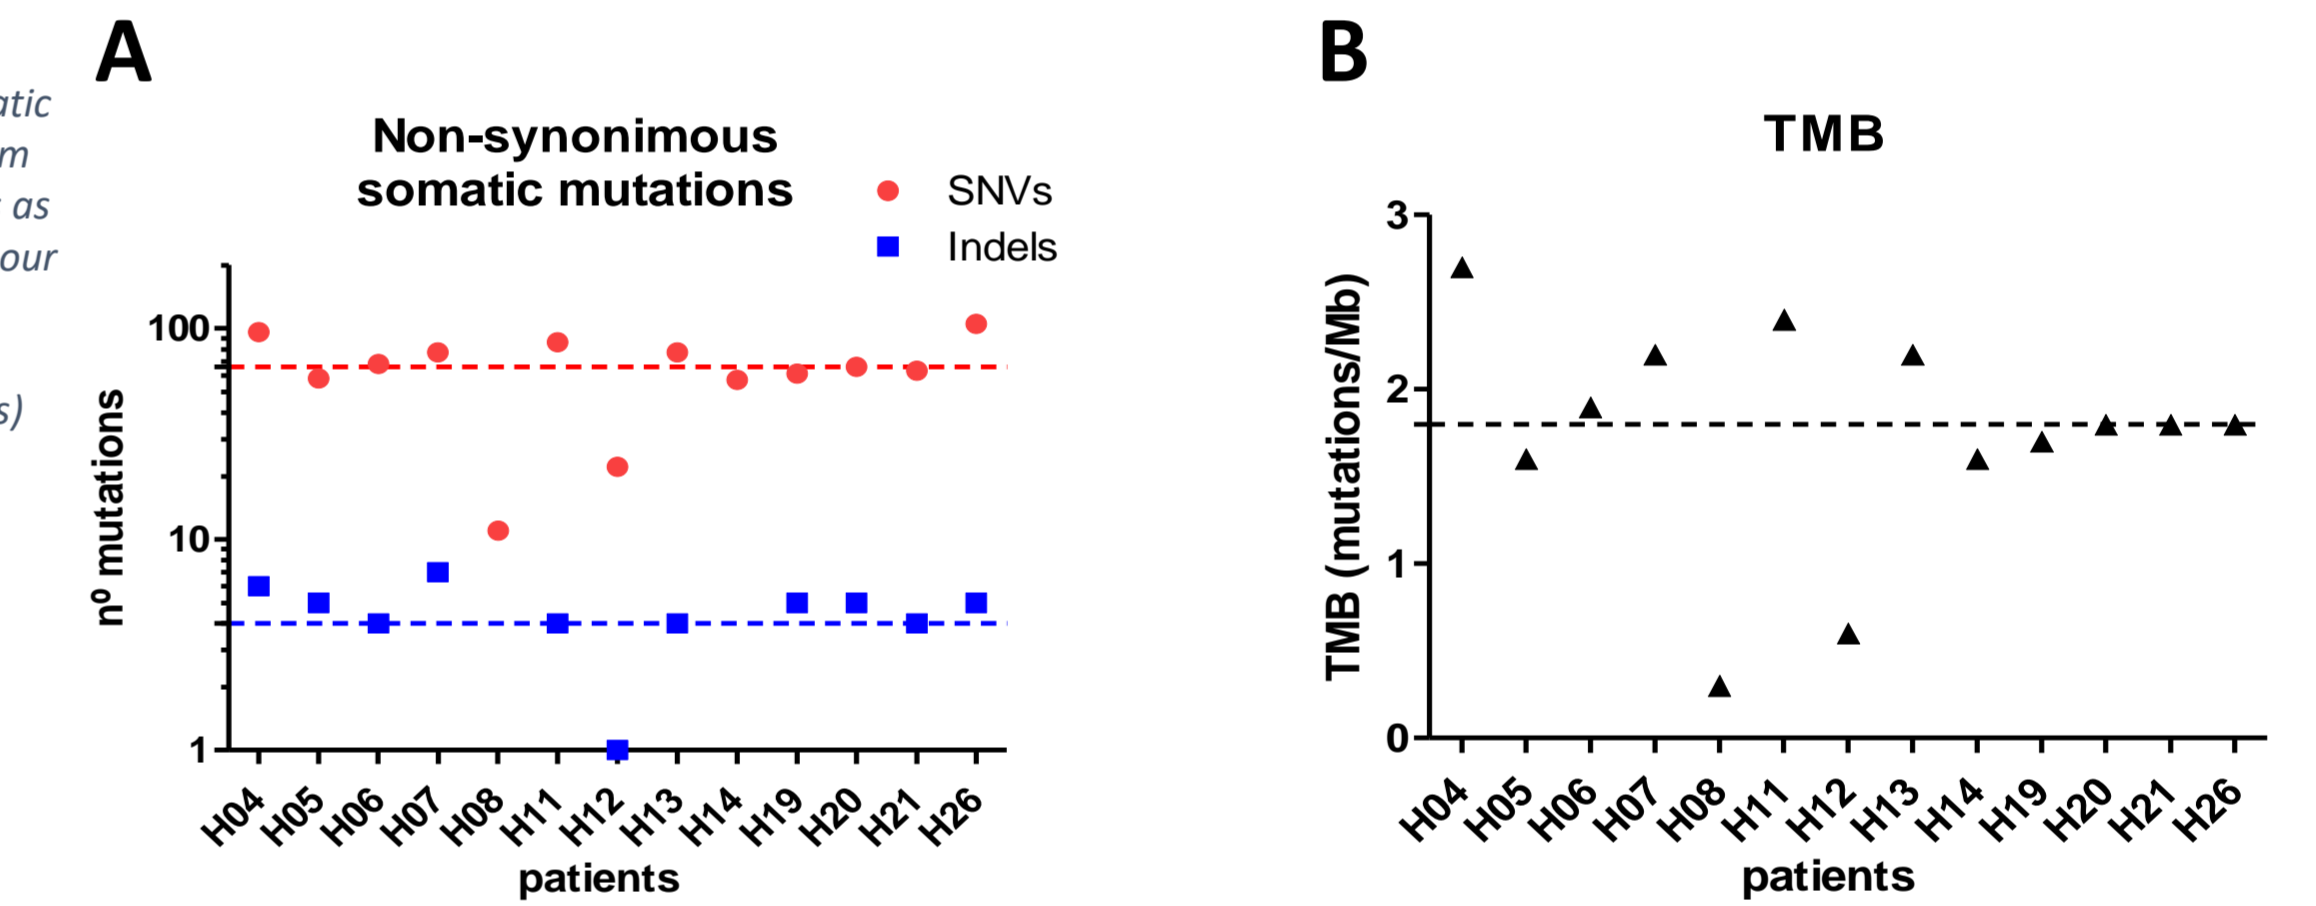 A
B
atic
m
as
our
s)
Non-synonimous
somatic mutations
SNVs
Indels
nº mutations
100
10
1
H04 H05 H06 H07 H08 H11 H12 H13 H14 H19 H20 H21 H26
patients
TMB
TMB (mutations/Mb)
3
2
1
0
H04 H05 H06 H07 H08 H11 H12 H13 H14 H19 H20 H21 H26
patients